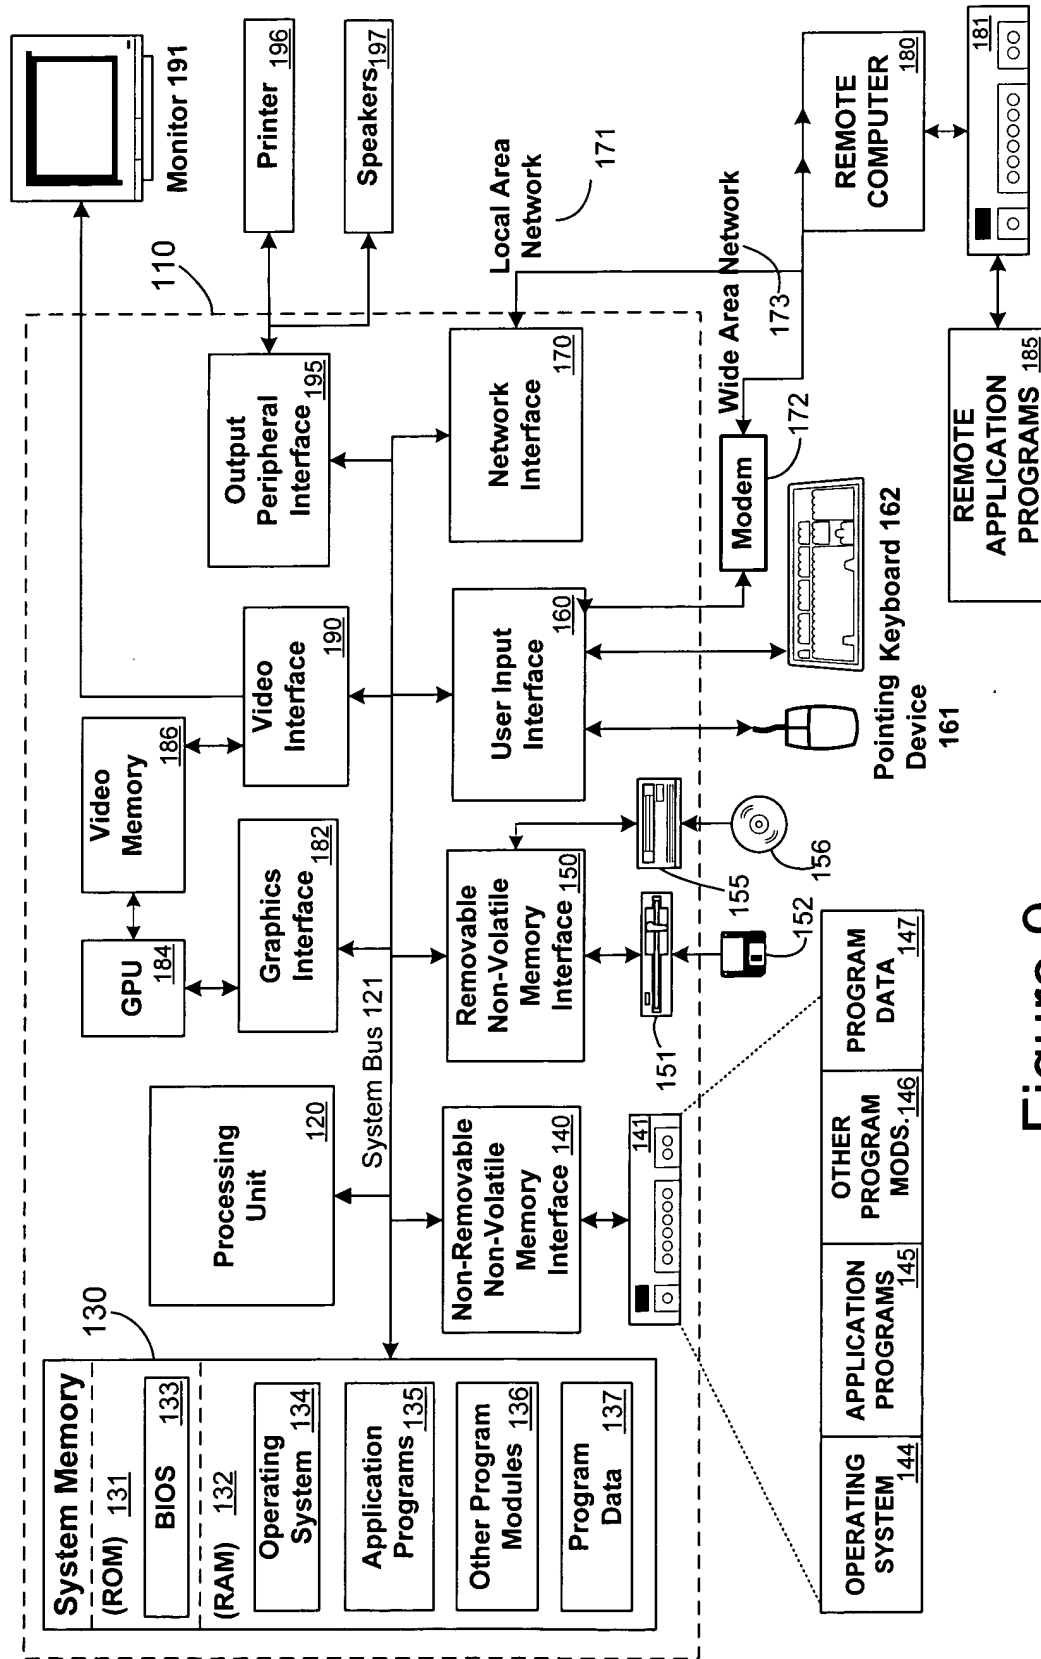 System Memory
130
(ROM) 131
BIOS 133
(RAM) 132
Operating
System 134
Application
Programs 135
Other Program
Modules 136
Program
Data 137
Processing
Unit
120
System Bus 121
GPU
184
Video
Memory
186
Graphics
Interface
182
Video
Interface
190
Output
Peripheral
Interface
195
110
Monitor 191
Printer
196
Speakers
197
Non-Removable
Non-Volatile
Memory
Interface 140
Removable
Non-Volatile
Memory
Interface 150
User Input
Interface
160
Network
Interface
170
Local Area
Network
171
141
151
152
155
156
Wide Area Network
173
Modem
172
Pointing
Device
161
Keyboard 162
REMOTE
COMPUTER
180
181
REMOTE
APPLICATION
PROGRAMS
185
OPERATING
SYSTEM
144
APPLICATION
PROGRAMS
145
OTHER
PROGRAM
MODS.
146
PROGRAM
DATA
147